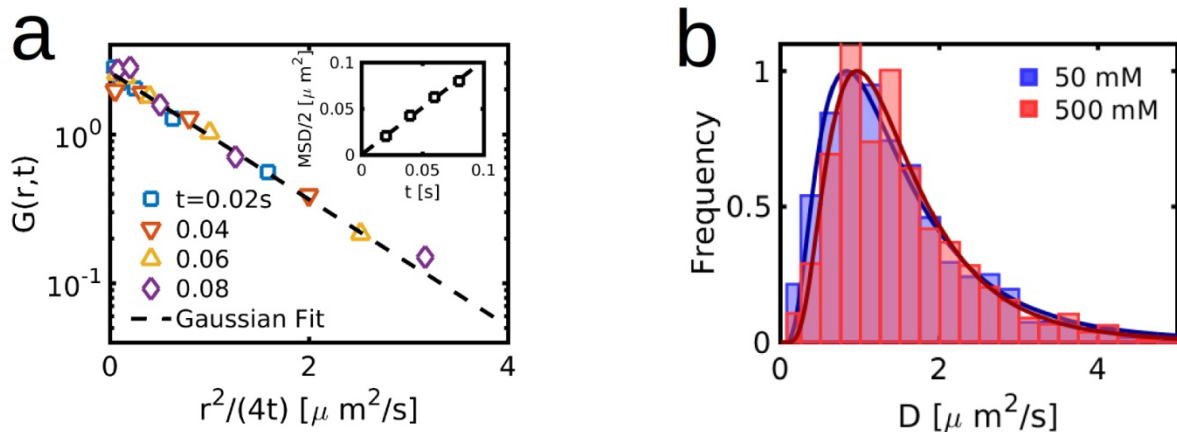 a
G(r,t)
10^0
10^-1
t=0.02s
0.04
0.06
0.08
Gaussian Fit
0 2 4
r^2/(4t) [μ m^2/s]
MSD/2 [μ m^2]
0.1
0.05
0
0 0.05 0.1
t [s]
b
Frequency
1
0.5
0
50 mM
500 mM
0 2 4
D [μ m^2/s]